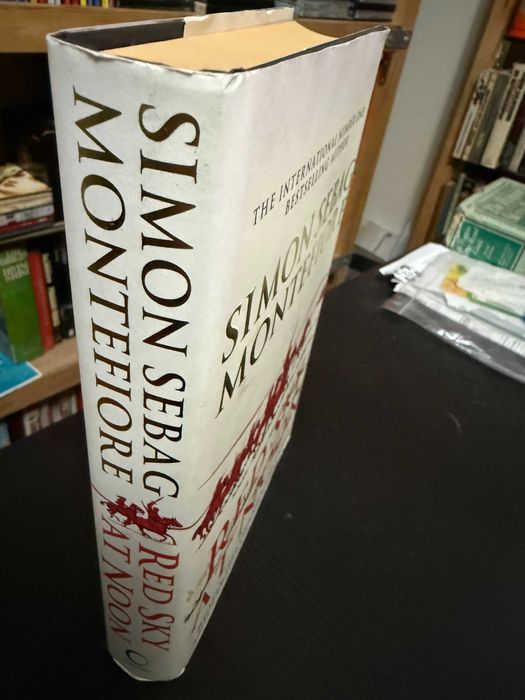 SIMON SEBAG
MONTEFIORE
RED SKY
AT NOON
THE INTERNATIONAL NUMBER ONE
BESTSELLING AUTHOR
SIMON SEBAG
MONTEFIORE